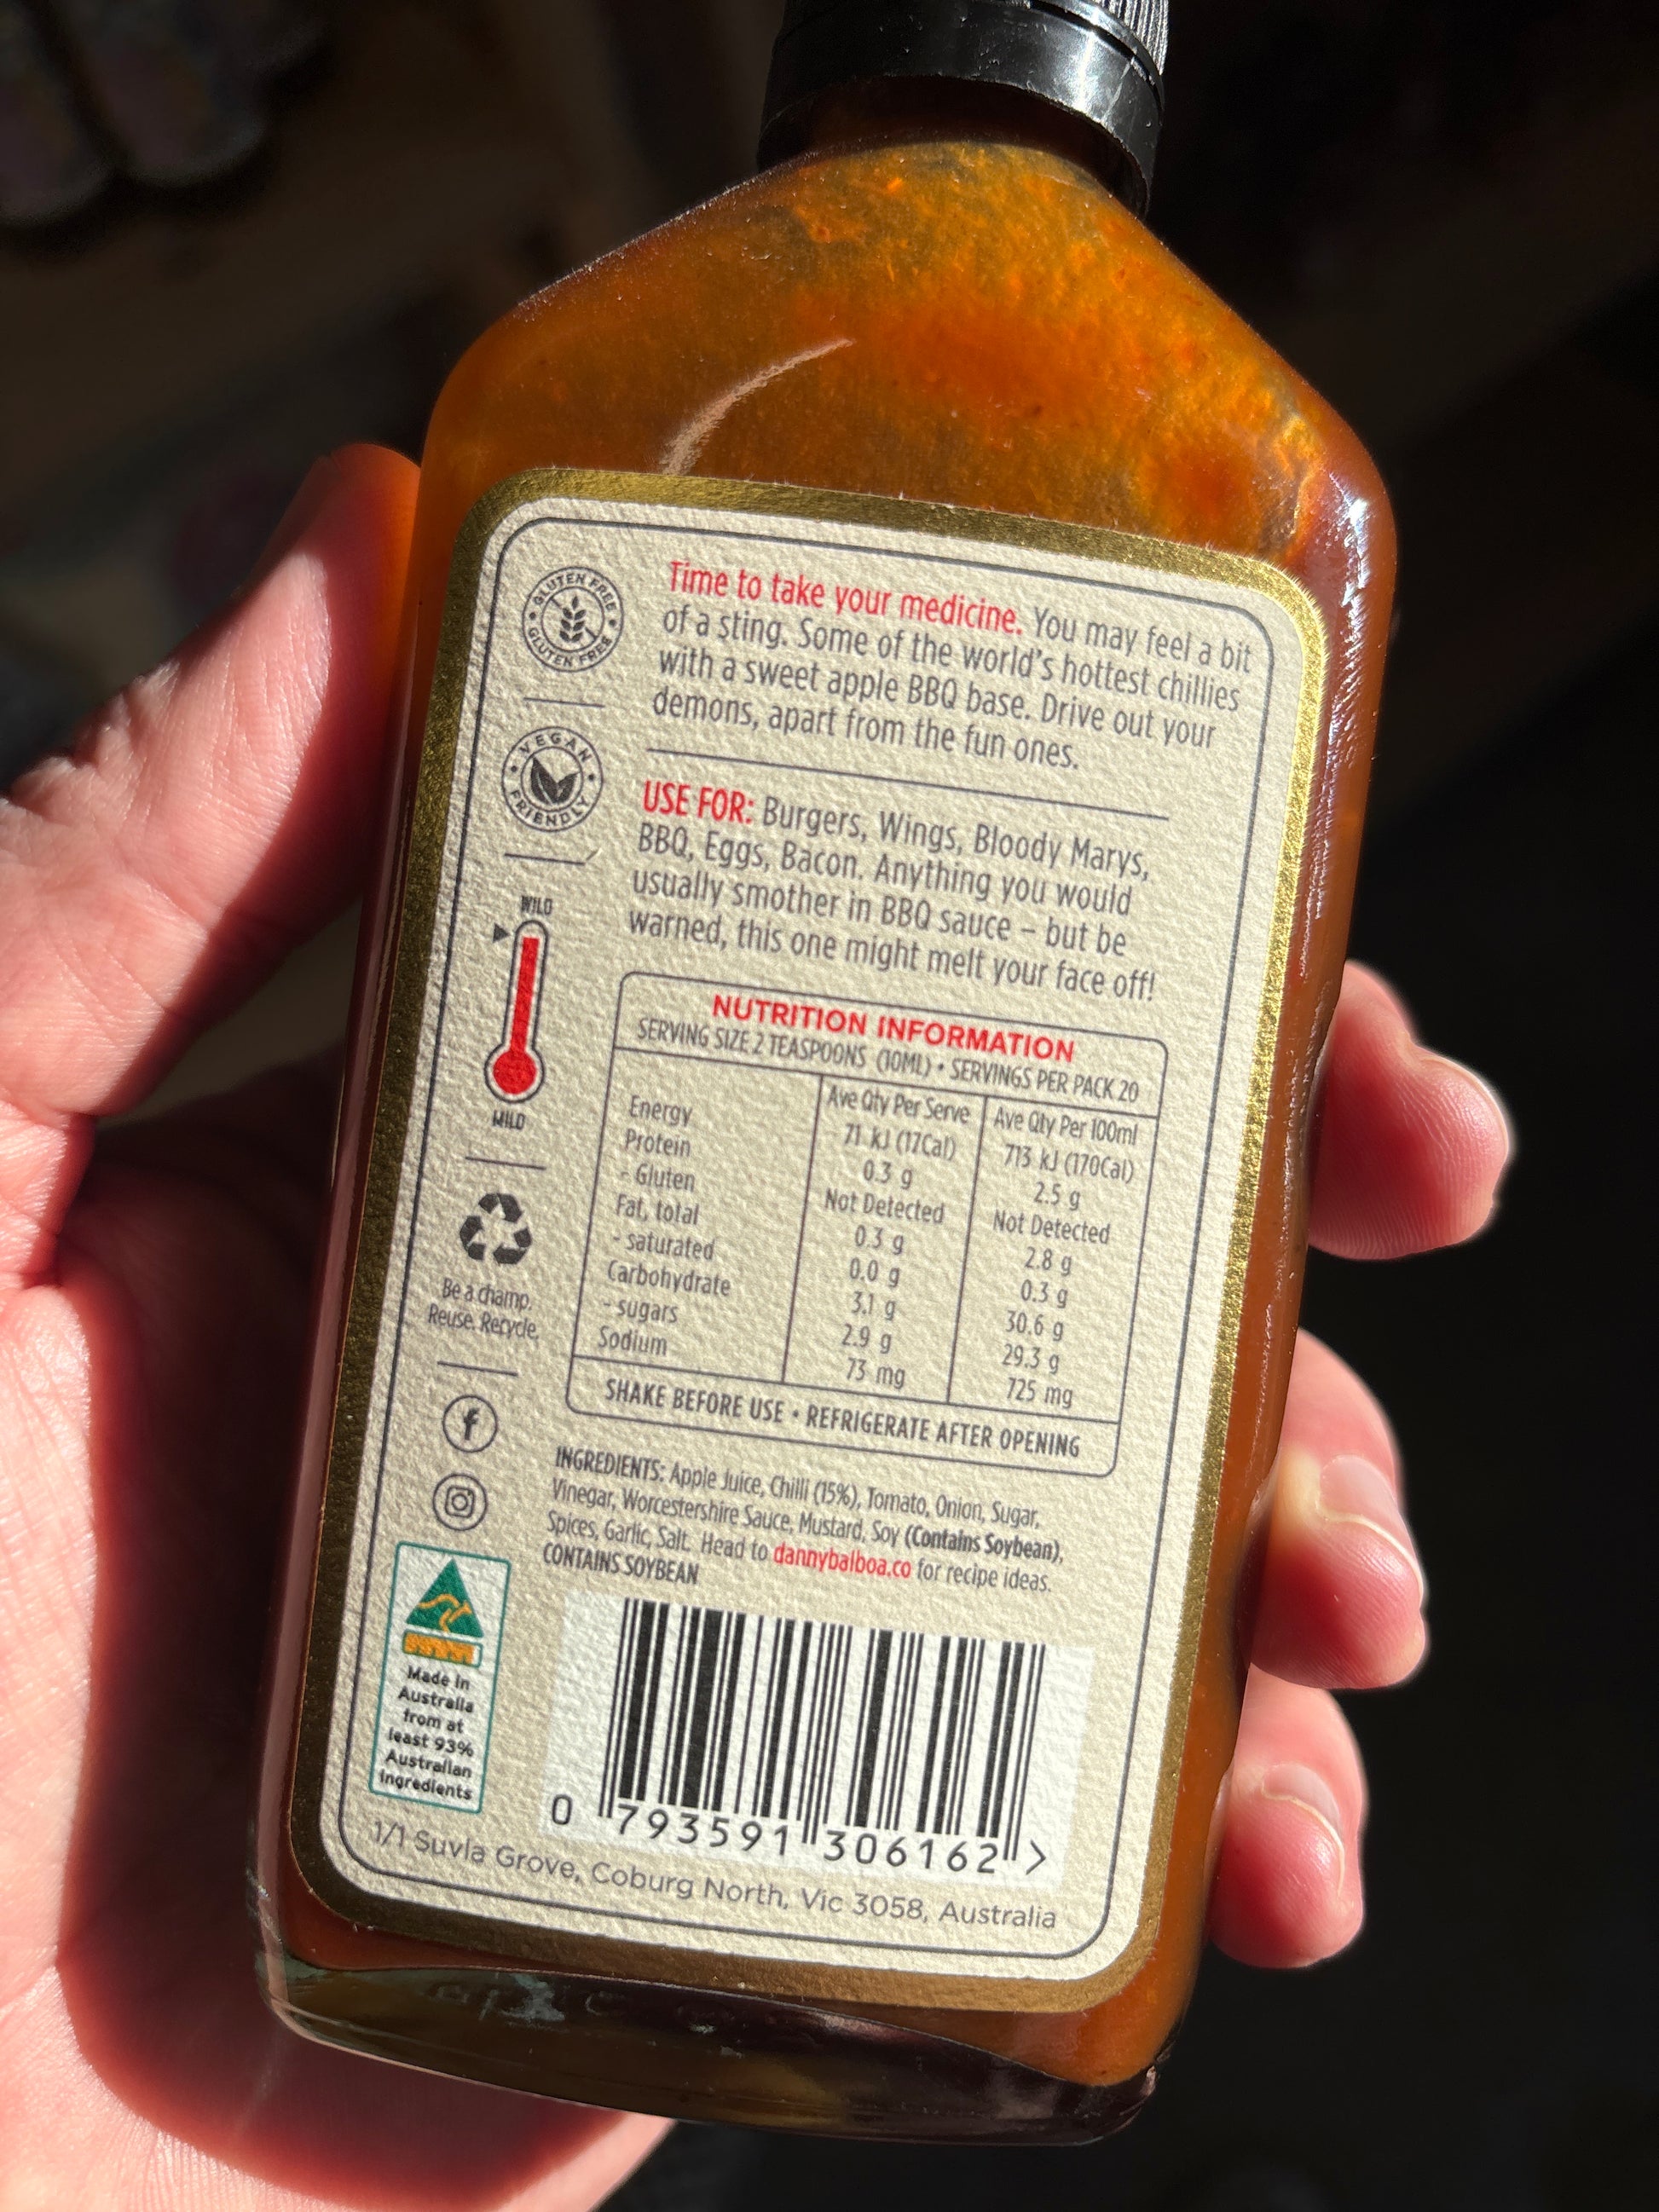 GLUTEN FREE
GLUTEN FREE
VEGAN
FRIENDLY
WILD
MILD
Be a champ.
Reuse. Recycle.
Made in
Australia
from at
least 93%
Australian
ingredients
Time to take your medicine. You may feel a bit
of a sting. Some of the world's hottest chillies
with a sweet apple BBQ base. Drive out your
demons, apart from the fun ones.
USE FOR: Burgers, Wings, Bloody Marys,
BBQ, Eggs, Bacon. Anything you would
usually smother in BBQ sauce – but be
warned, this one might melt your face off!
NUTRITION INFORMATION
SERVING SIZE 2 TEASPOONS (10ML) • SERVINGS PER PACK 20
Ave Qty Per Serve Ave Qty Per 100ml
Energy 71 kJ (17Cal) 713 kJ (170Cal)
Protein 0.3 g 2.5 g
- Gluten Not Detected Not Detected
Fat, total 0.3 g 2.8 g
- saturated 0.0 g 0.3 g
Carbohydrate 3.1 g 30.6 g
- sugars 2.9 g 29.3 g
Sodium 73 mg 725 mg
SHAKE BEFORE USE • REFRIGERATE AFTER OPENING
INGREDIENTS: Apple Juice, Chilli (15%), Tomato, Onion, Sugar,
Vinegar, Worcestershire Sauce, Mustard, Soy (Contains Soybean),
Spices, Garlic, Salt. Head to dannybalboa.co for recipe ideas.
CONTAINS SOYBEAN
0 793591 306162 >
1/1 Suvla Grove, Coburg North, Vic 3058, Australia